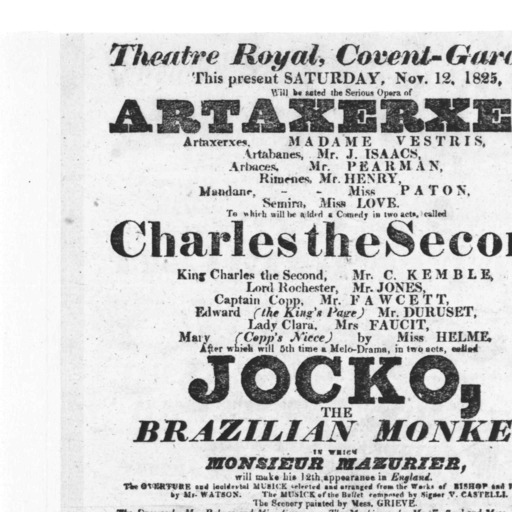 Theatre Royal, Covent-Gar
This present SATURDAY, Nov. 12, 1825,
Will be acted the Serious Opera of
ARTAXERXE
Artaxerxes, MADAME VESTRIS,
Artabanes, Mr. J. ISAACS,
Arbaces, Mr. PEARMAN,
Rimenes, Mr. HENRY,
Mandane, - - Miss PATON,
Semira, Miss LOVE.
To which will be added a Comedy in two acts, called
Charles the Secon
King Charles the Second, Mr. C. KEMBLE,
Lord Rochester, Mr. JONES,
Captain Copp, Mr. FAWCETT,
Edward (the King's Page) Mr. DURUSET,
Lady Clara, Mrs FAUCIT,
Mary (Copp's Niece) by Miss HELME,
After which will 5th time a Melo-Drama, in two acts, called
JOCKO,
THE
BRAZILIAN MONKE
IN WHICH
MONSIEUR MAZURIER,
will make his 12th appearance in England.
The OVERTURE and incidental MUSICK selected and arranged from the Works of BISHOP and
by Mr. WATSON. The MUSICK of the Ballet composed by Signor V. CASTELLI.
The Scenery painted by Mess. GRIEVE.